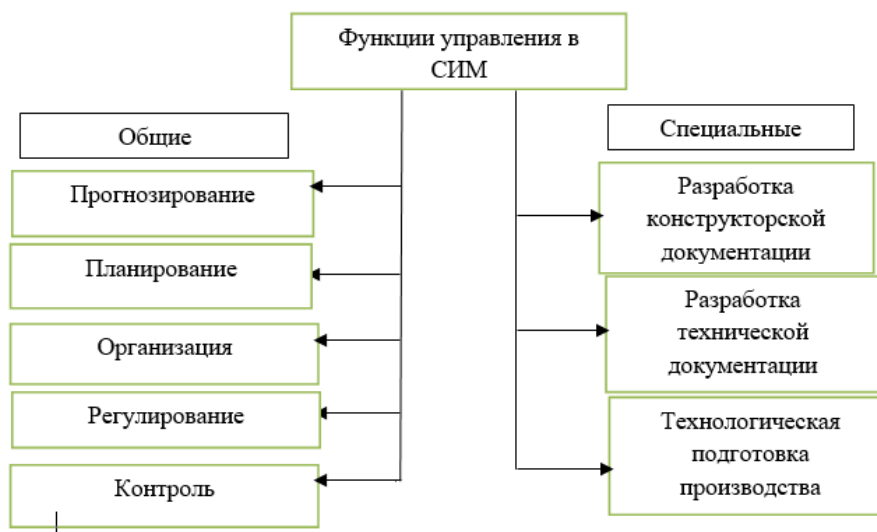 Функции управления в
СИМ
Общие
Прогнозирование
Планирование
Организация
Регулирование
Контроль
Специальные
Разработка
конструкторской
документации
Разработка
технической
документации
Технологическая
подготовка
производства